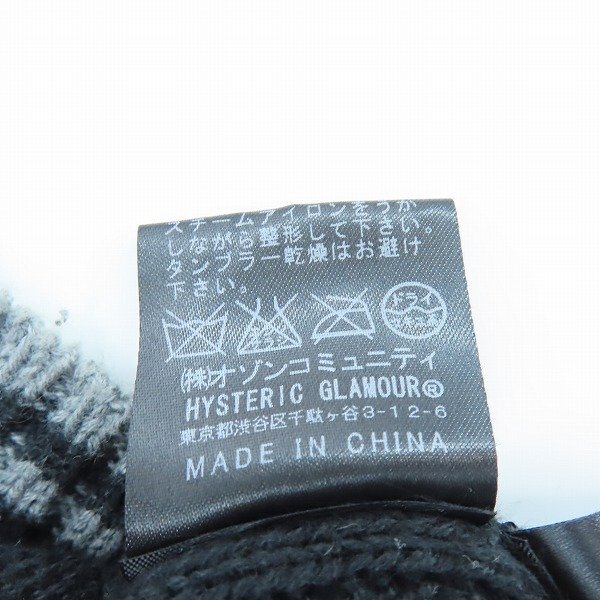 スチームアイロンをうか
スしながら整形して下さい。
タンブラー乾燥はお避け
下さい。
ドライ
(株)オゾンコミュニティ
HYSTERIC GLAMOUR®
東京都渋谷区千駄ヶ谷3-12-6
MADE IN CHINA